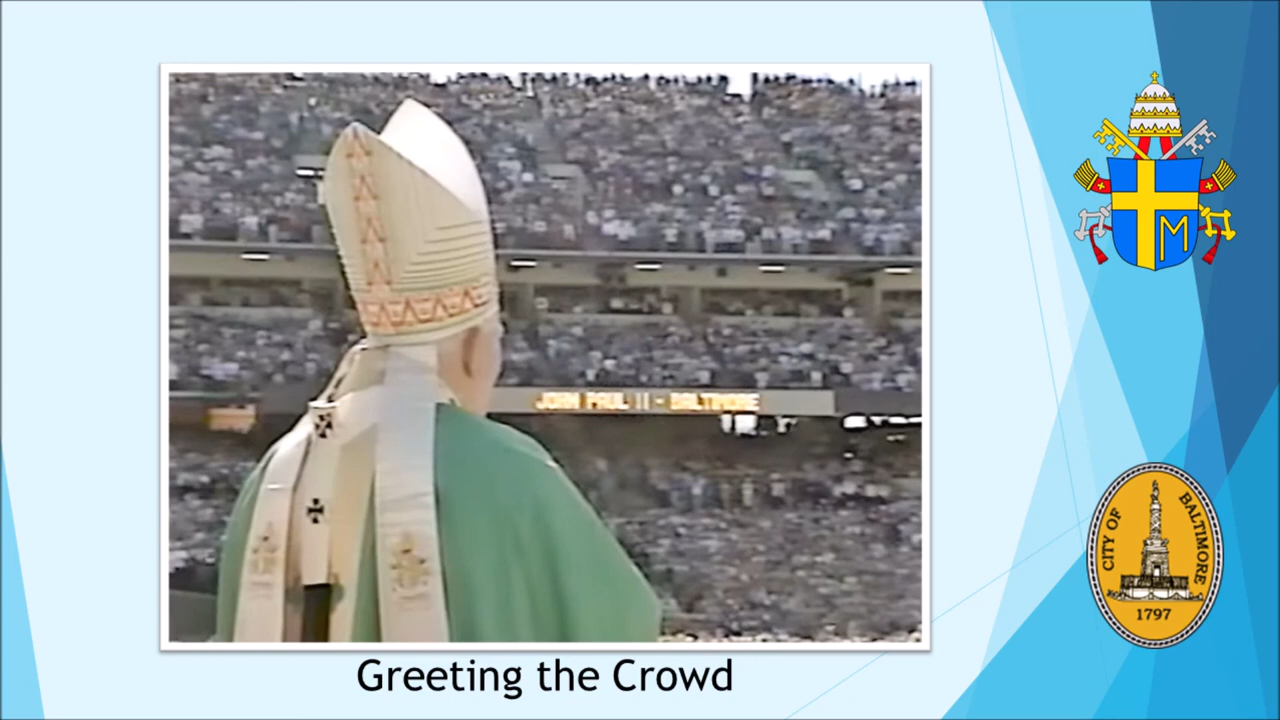 JOHN PAUL II - BALTIMORE
Greeting the Crowd
M
CITY OF BALTIMORE
1797